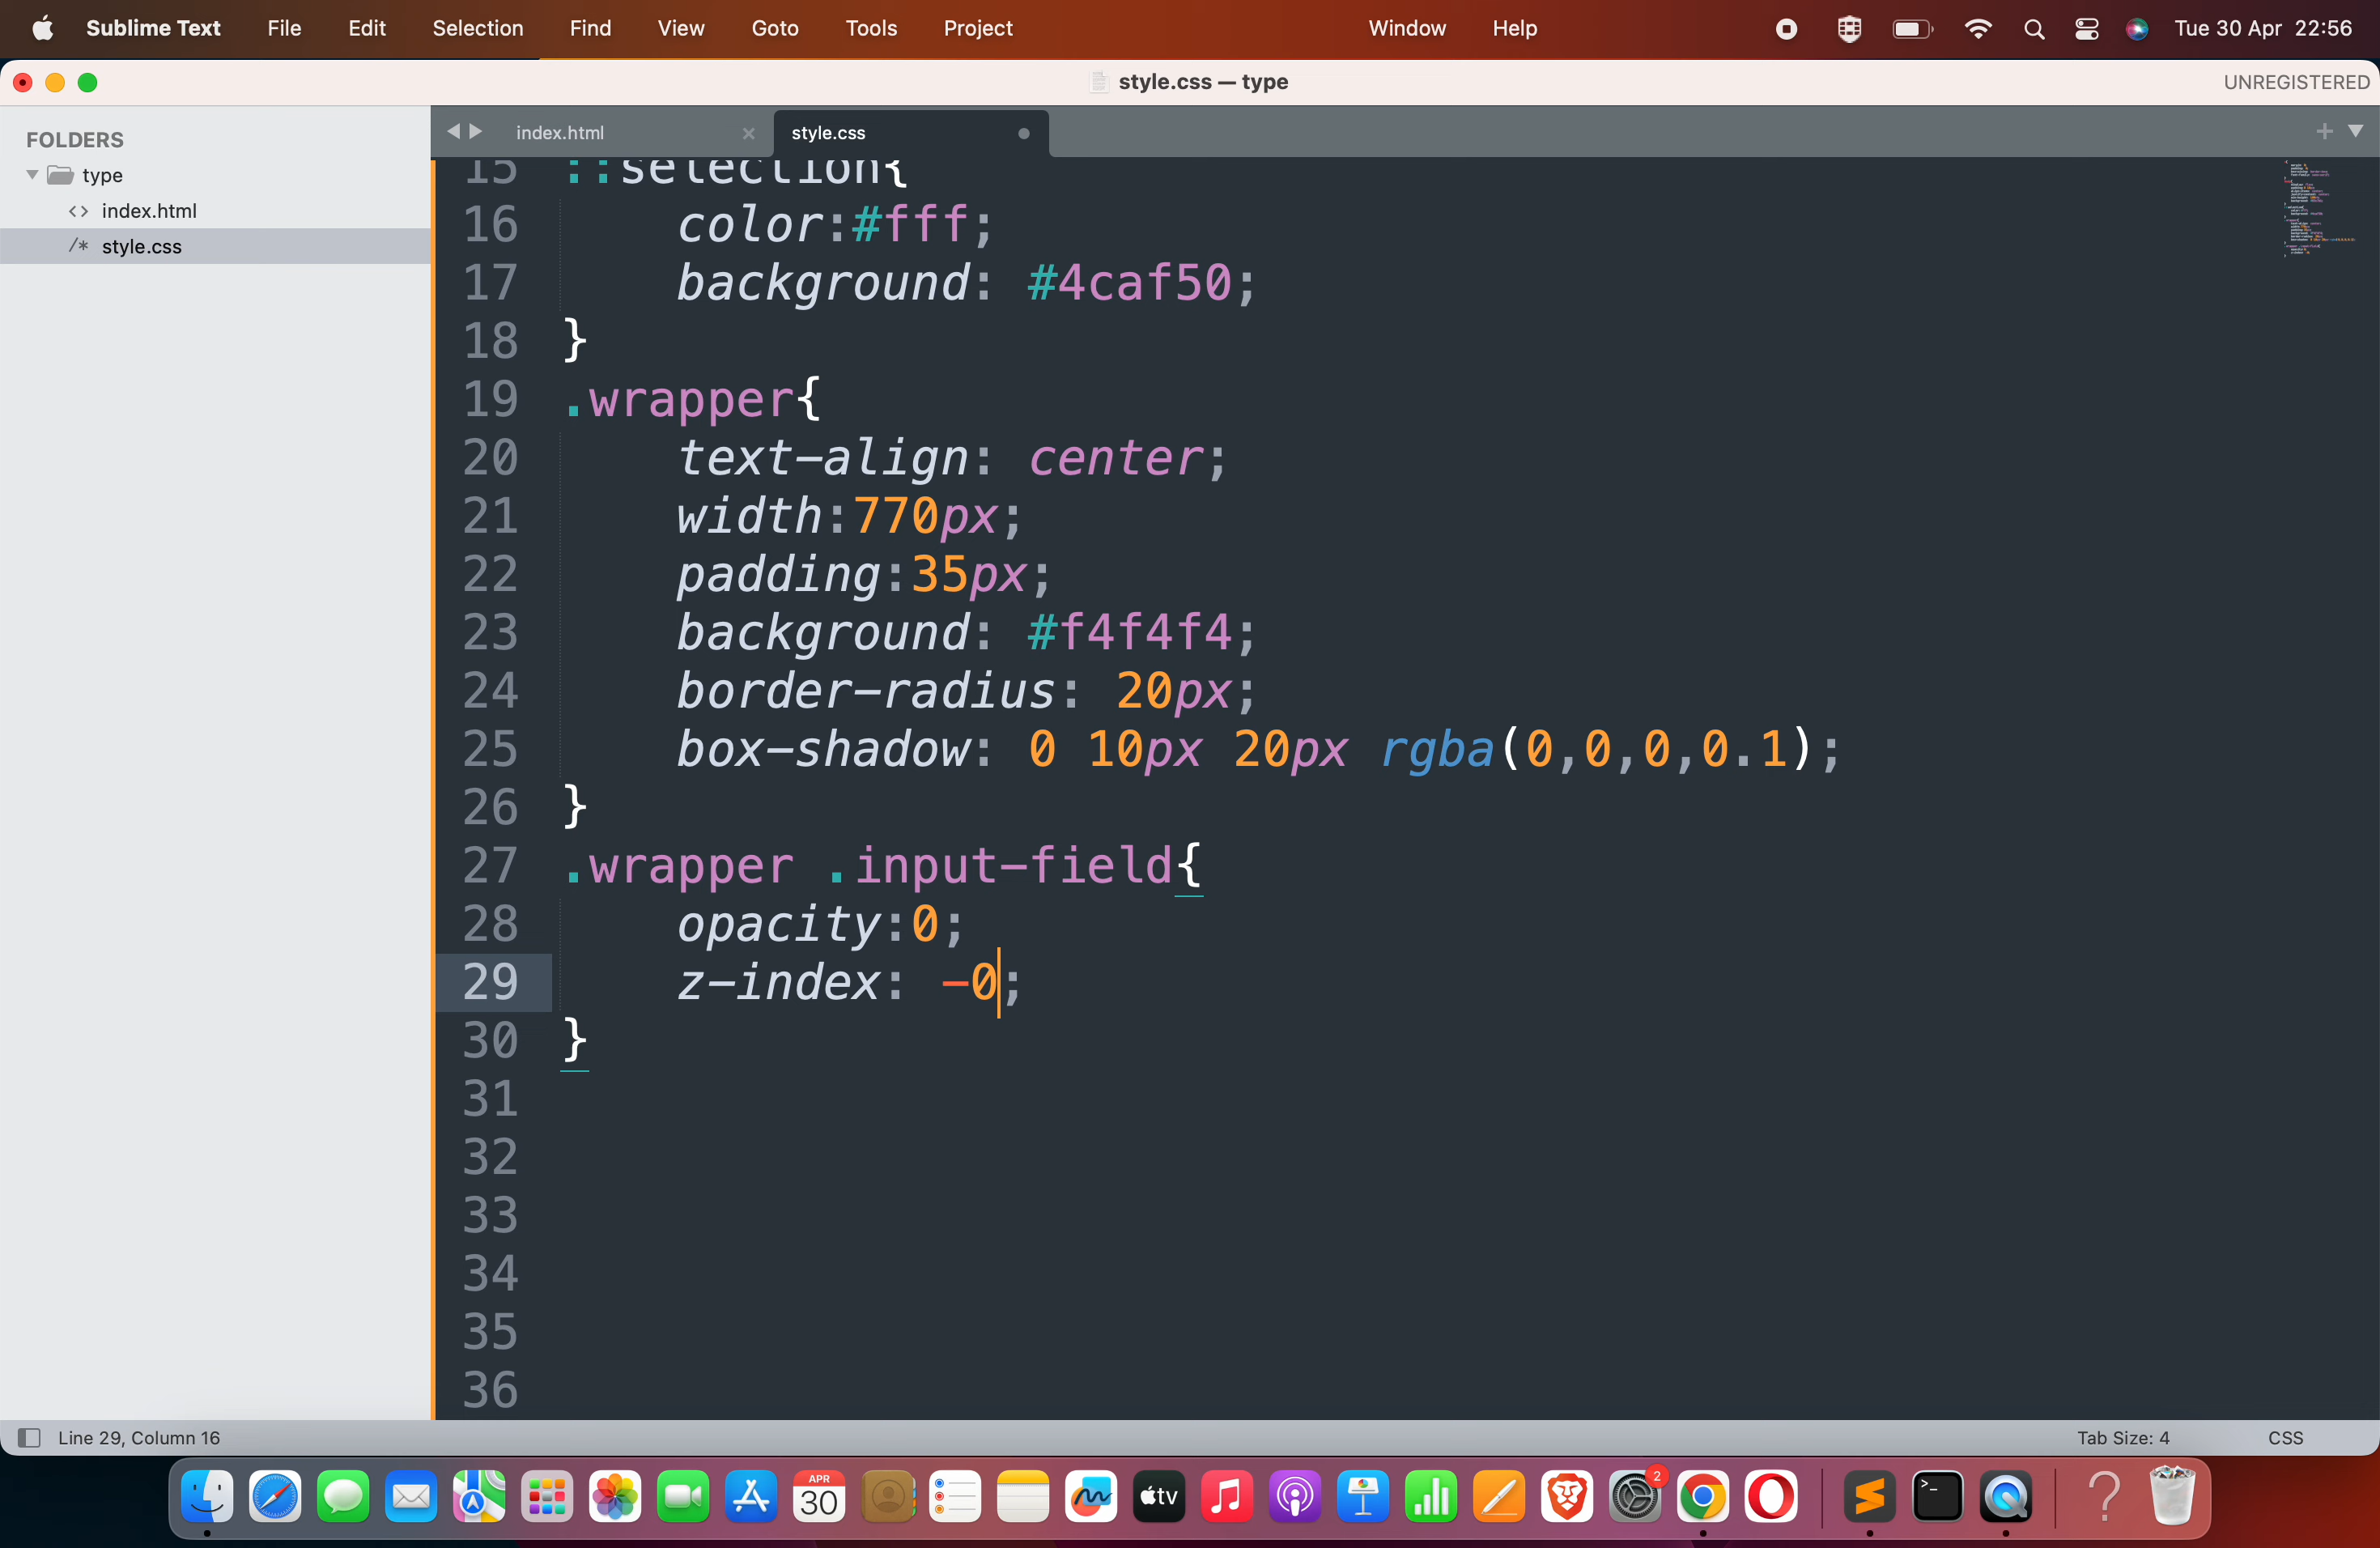 Sublime Text File Edit Selection Find View Goto Tools Project Window Help Tue 30 Apr 22:56
style.css — type UNREGISTERED
FOLDERS
type
<> index.html
/* style.css
index.html × style.css
15 ::selection{
16 color:#fff;
17 background: #4caf50;
18 }
19 .wrapper{
20 text-align: center;
21 width:770px;
22 padding:35px;
23 background: #f4f4f4;
24 border-radius: 20px;
25 box-shadow: 0 10px 20px rgba(0,0,0,0.1);
26 }
27 .wrapper .input-field{
28 opacity:0;
29 z-index: -0;
30 }
31
32
33
34
35
36
Line 29, Column 16 Tab Size: 4 CSS
APR
30
tv
2
>_
?